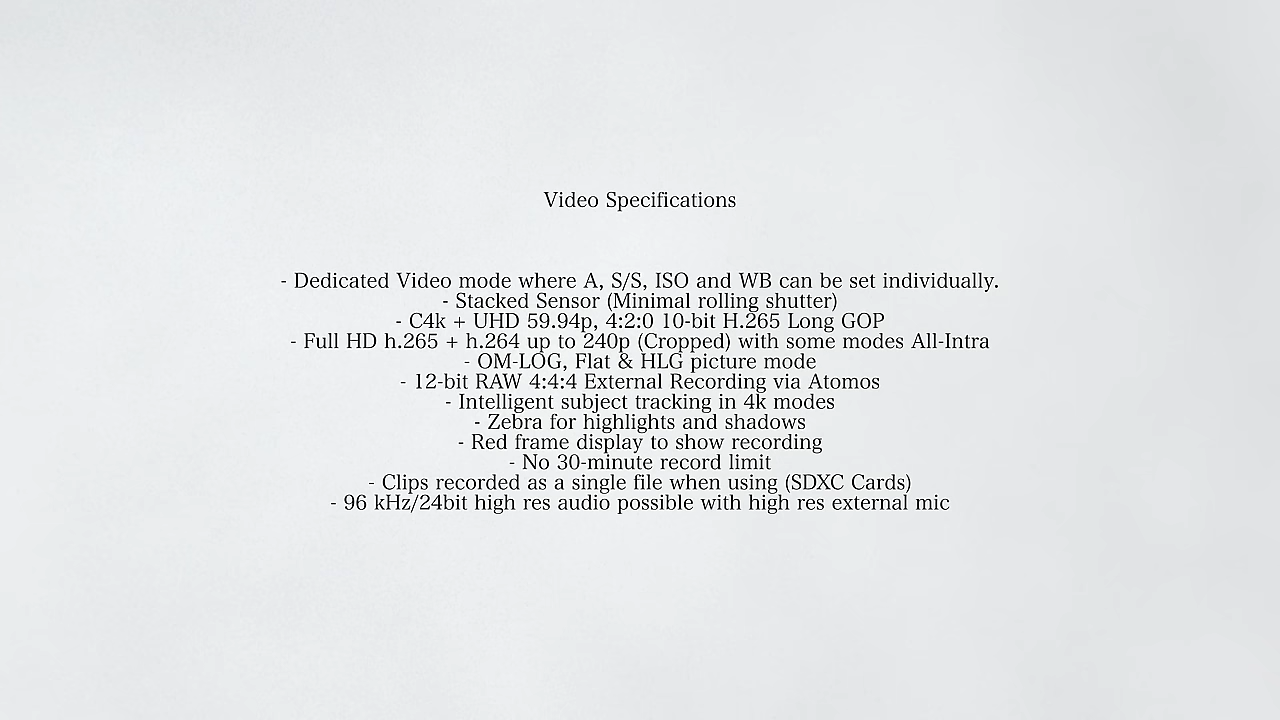 Video Specifications
- Dedicated Video mode where A, S/S, ISO and WB can be set individually.
- Stacked Sensor (Minimal rolling shutter)
- C4k + UHD 59.94p, 4:2:0 10-bit H.265 Long GOP
- Full HD h.265 + h.264 up to 240p (Cropped) with some modes All-Intra
- OM-LOG, Flat & HLG picture mode
- 12-bit RAW 4:4:4 External Recording via Atomos
- Intelligent subject tracking in 4k modes
- Zebra for highlights and shadows
- Red frame display to show recording
- No 30-minute record limit
- Clips recorded as a single file when using (SDXC Cards)
- 96 kHz/24bit high res audio possible with high res external mic